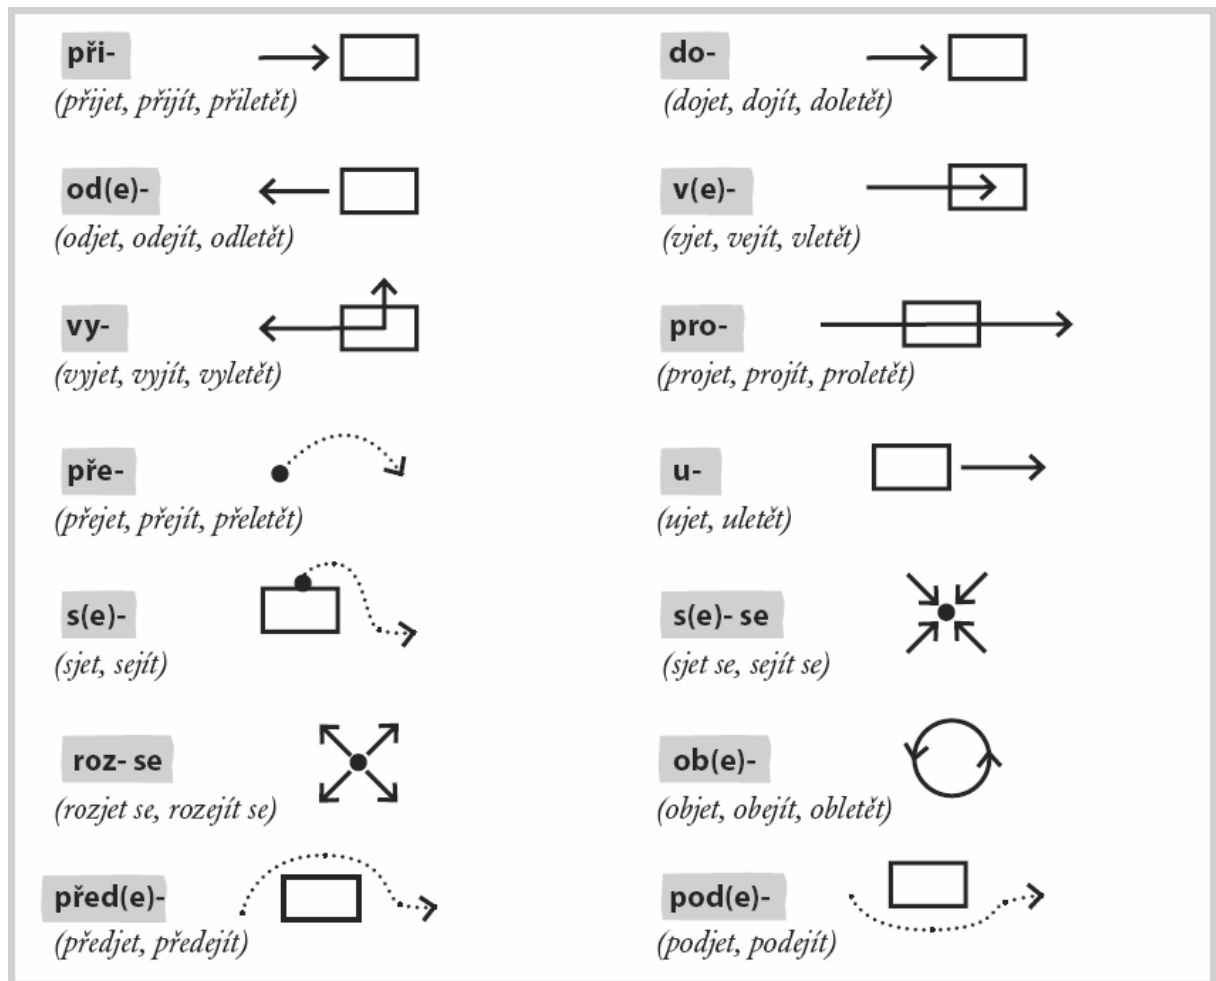 při-
(přijet, přijít, přiletět)
do-
(dojet, dojít, doletět)
od(e)-
(odjet, odejít, odletět)
v(e)-
(vjet, vejít, vletět)
vy-
(vyjet, vyjít, vyletět)
pro-
(projet, projít, proletět)
pře-
(přejet, přejít, přeletět)
u-
(ujet, uletět)
s(e)-
(sjet, sejít)
s(e)- se
(sjet se, sejít se)
roz- se
(rozjet se, rozejít se)
ob(e)-
(objet, obejít, obletět)
před(e)-
(předjet, předejít)
pod(e)-
(podjet, podejít)